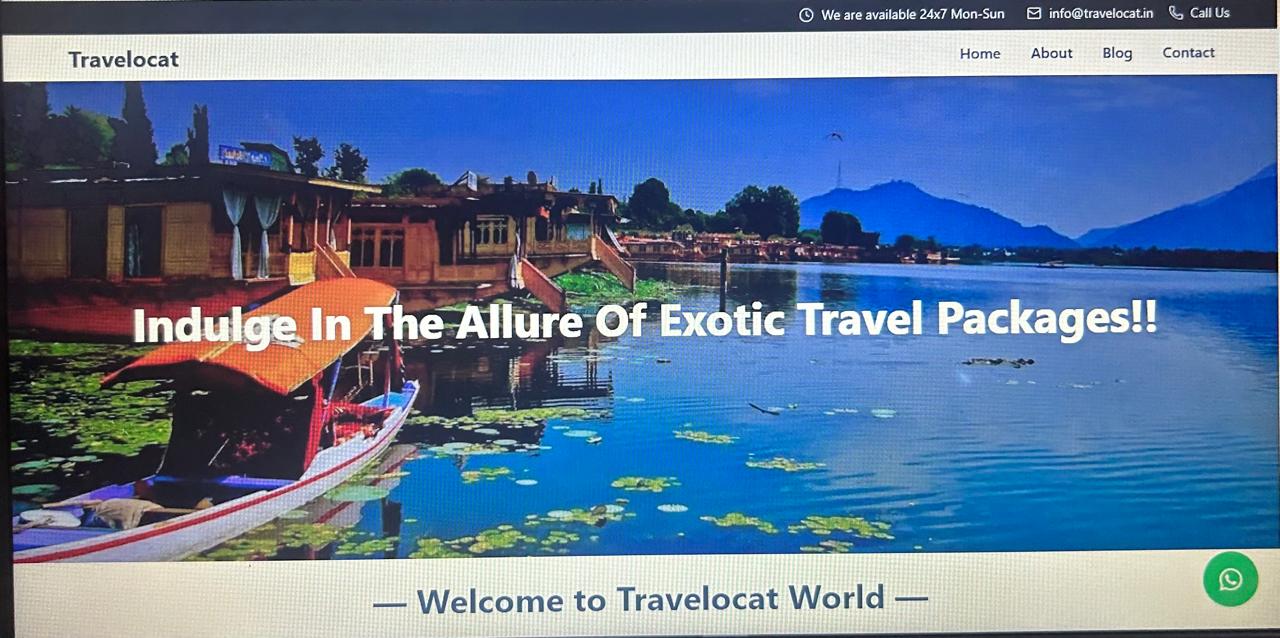 We are available 24x7 Mon-Sun info@travelocat.in Call Us
Travelocat
Home About Blog Contact
Indulge In The Allure Of Exotic Travel Packages!!
— Welcome to Travelocat World —